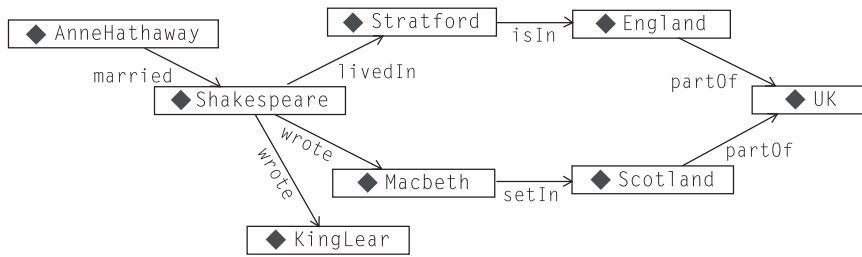 ◆ Stratford
◆ AnneHathaway
isIn
◆ England
married
livedIn
partOf
◆ Shakespeare
◆ UK
wrote
wrote
partOf
◆ Macbeth
setIn
◆ Scotland
◆ KingLear